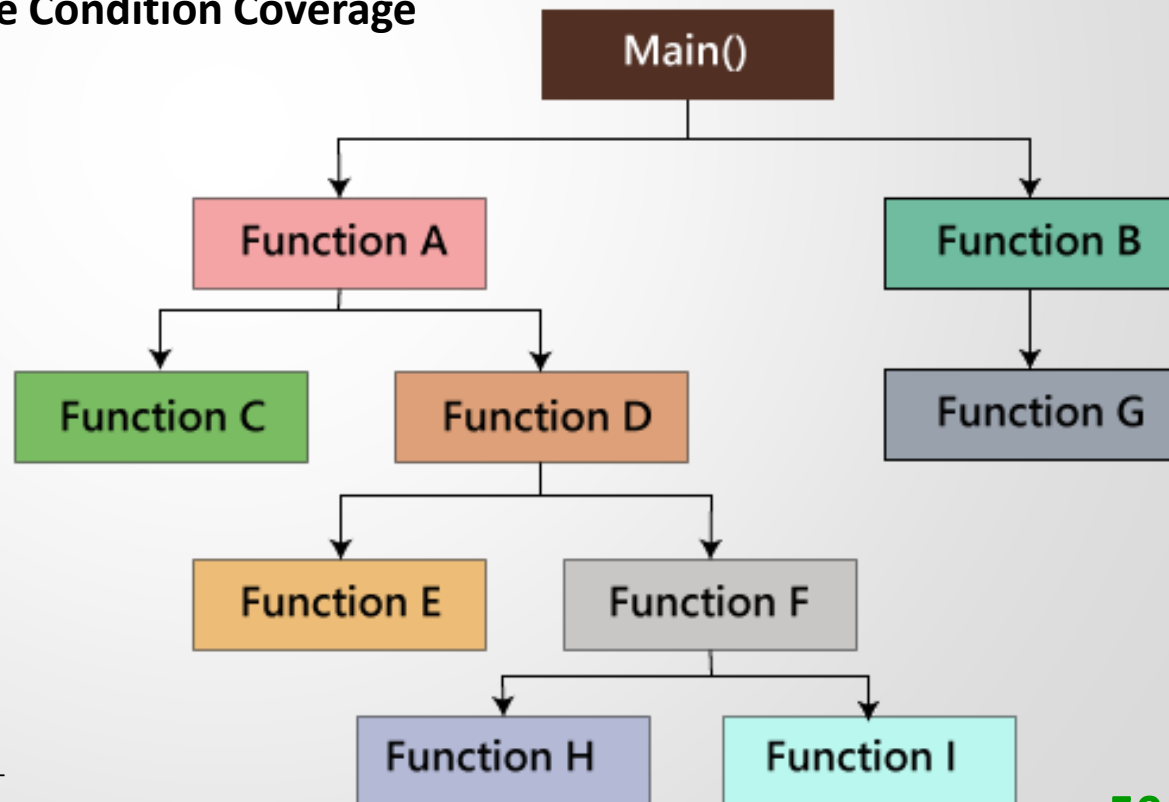 e Condition Coverage
Main()
Function A
Function B
Function C
Function D
Function G
Function E
Function F
Function H
Function I